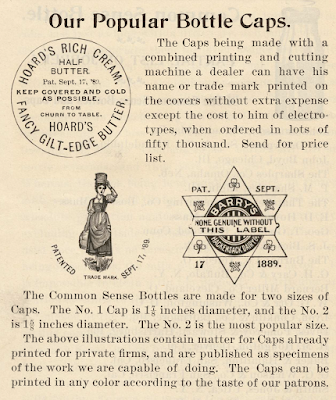 Our Popular Bottle Caps.
HOARD'S RICH CREAM.
HALF
BUTTER.
Pat. Sept. 17, '89.
KEEP COVERED AND COLD
AS POSSIBLE.
FROM
CHURN TO TABLE.
HOARD'S
FANCY GILT-EDGE BUTTER.
The Caps being made with a
combined printing and cutting
machine a dealer can have his
name or trade mark printed on
the covers without extra expense
except the cost to him of electro-
types, when ordered in lots of
fifty thousand. Send for price
list.
PATENTED
TRADE MARK
SEPT. 17, '89
PAT. SEPT.
BARRY'S
NONE GENUINE WITHOUT
THIS LABEL
HACKENSACK DAIRY
17 1889.
The Common Sense Bottles are made for two sizes of
Caps. The No. 1 Cap is 1¼ inches diameter, and the No. 2
is 1⅝ inches diameter. The No. 2 is the most popular size.
The above illustrations contain matter for Caps already
printed for private firms, and are published as specimens
of the work we are capable of doing. The Caps can be
printed in any color according to the taste of our patrons.